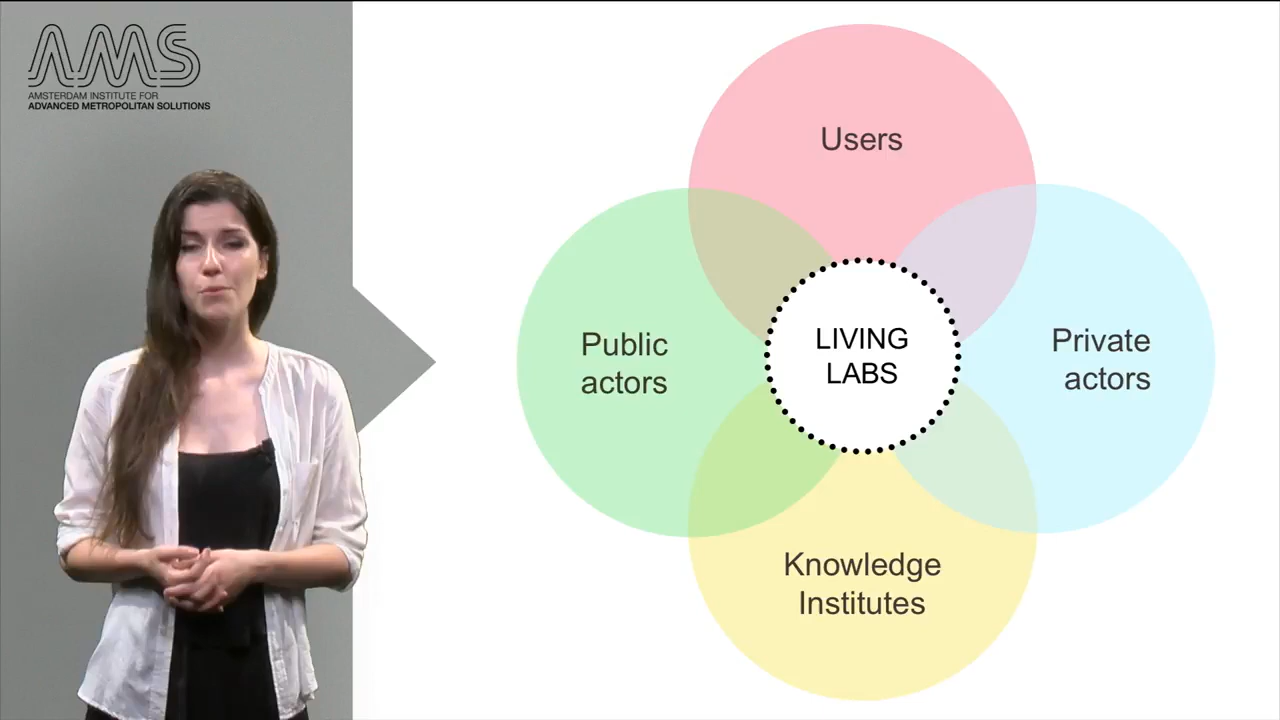 AMS
AMSTERDAM INSTITUTE FOR
ADVANCED METROPOLITAN SOLUTIONS
Users
Public
actors
LIVING
LABS
Private
actors
Knowledge
Institutes